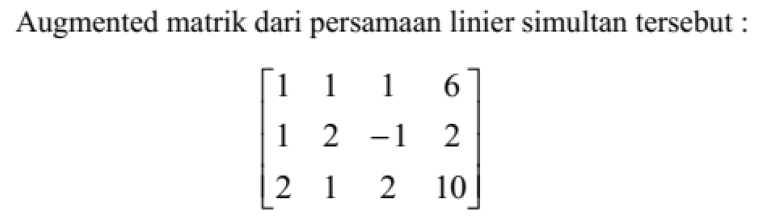 Augmented matrik dari persamaan linier simultan tersebut :
1 1 1 6
1 2 −1 2
2 1 2 10